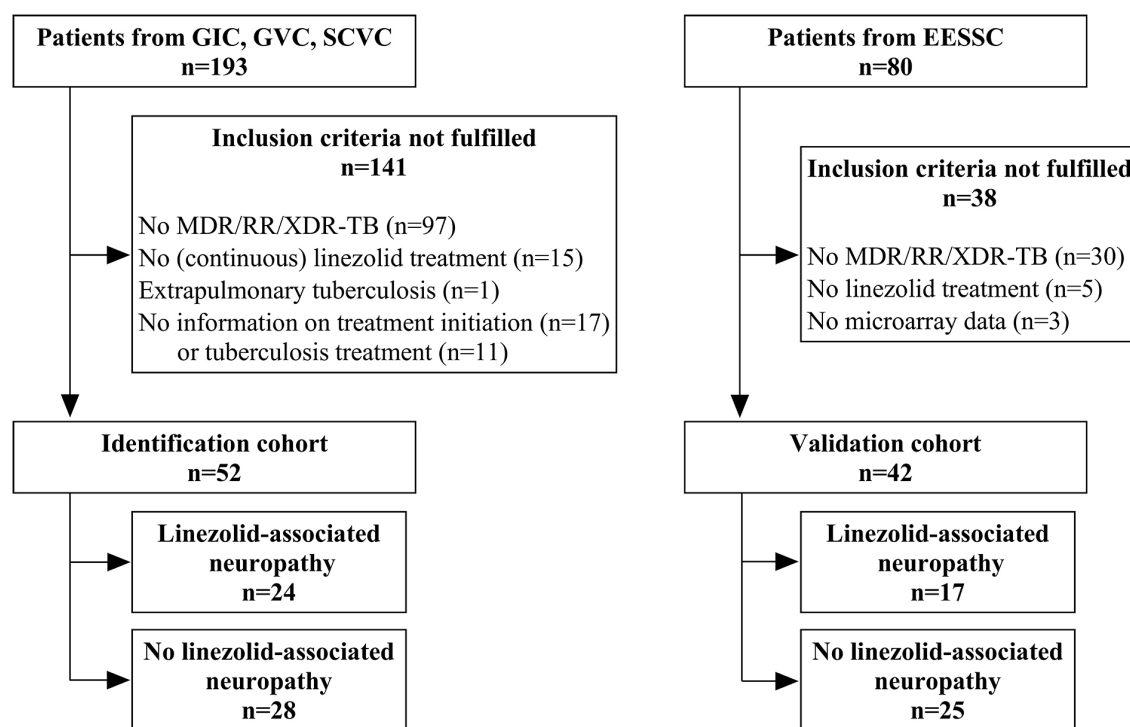 Patients from GIC, GVC, SCVC
n=193
Inclusion criteria not fulfilled
n=141
No MDR/RR/XDR-TB (n=97)
No (continuous) linezolid treatment (n=15)
Extrapulmonary tuberculosis (n=1)
No information on treatment initiation (n=17)
or tuberculosis treatment (n=11)
Identification cohort
n=52
Linezolid-associated
neuropathy
n=24
No linezolid-associated
neuropathy
n=28
Patients from EESSC
n=80
Inclusion criteria not fulfilled
n=38
No MDR/RR/XDR-TB (n=30)
No linezolid treatment (n=5)
No microarray data (n=3)
Validation cohort
n=42
Linezolid-associated
neuropathy
n=17
No linezolid-associated
neuropathy
n=25